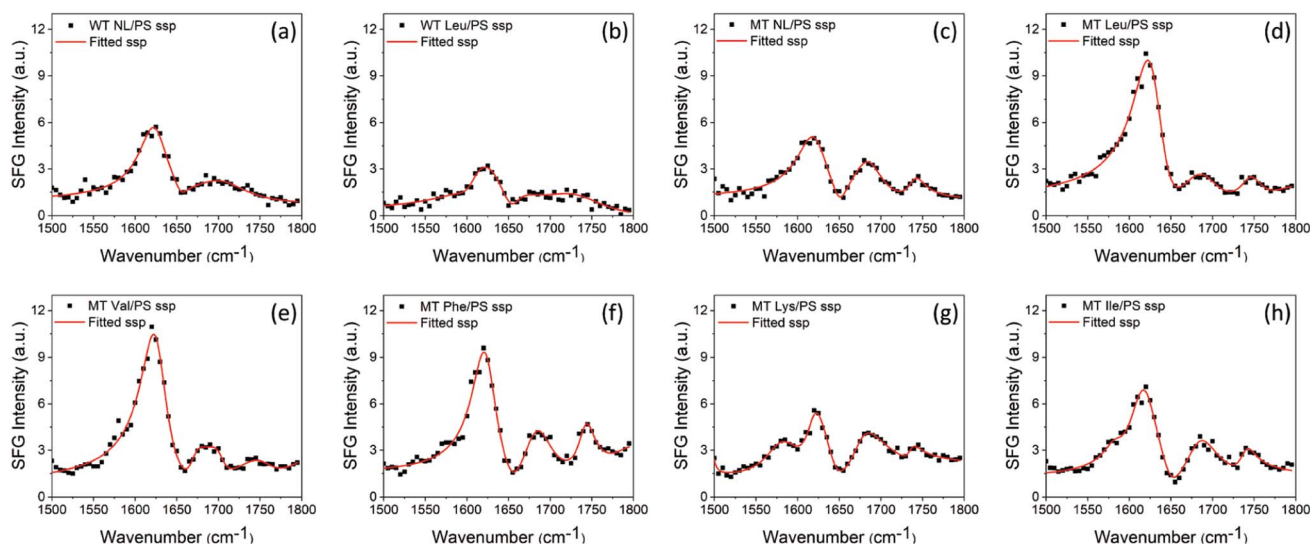 WT NL/PS ssp
Fitted ssp
(a)
SFG Intensity (a.u.)
12
9
6
3
0
1500 1550 1600 1650 1700 1750 1800
Wavenumber (cm-1)
WT Leu/PS ssp
Fitted ssp
(b)
SFG Intensity (a.u.)
12
9
6
3
0
1500 1550 1600 1650 1700 1750 1800
Wavenumber (cm-1)
MT NL/PS ssp
Fitted ssp
(c)
SFG Intensity (a.u.)
12
9
6
3
0
1500 1550 1600 1650 1700 1750 1800
Wavenumber (cm-1)
MT Leu/PS ssp
Fitted ssp
(d)
SFG Intensity (a.u.)
12
9
6
3
0
1500 1550 1600 1650 1700 1750 1800
Wavenumber (cm-1)
MT Val/PS ssp
Fitted ssp
(e)
SFG Intensity (a.u.)
12
9
6
3
0
1500 1550 1600 1650 1700 1750 1800
Wavenumber (cm-1)
MT Phe/PS ssp
Fitted ssp
(f)
SFG Intensity (a.u.)
12
9
6
3
0
1500 1550 1600 1650 1700 1750 1800
Wavenumber (cm-1)
MT Lys/PS ssp
Fitted ssp
(g)
SFG Intensity (a.u.)
12
9
6
3
0
1500 1550 1600 1650 1700 1750 1800
Wavenumber (cm-1)
MT Ile/PS ssp
Fitted ssp
(h)
SFG Intensity (a.u.)
12
9
6
3
0
1500 1550 1600 1650 1700 1750 1800
Wavenumber (cm-1)